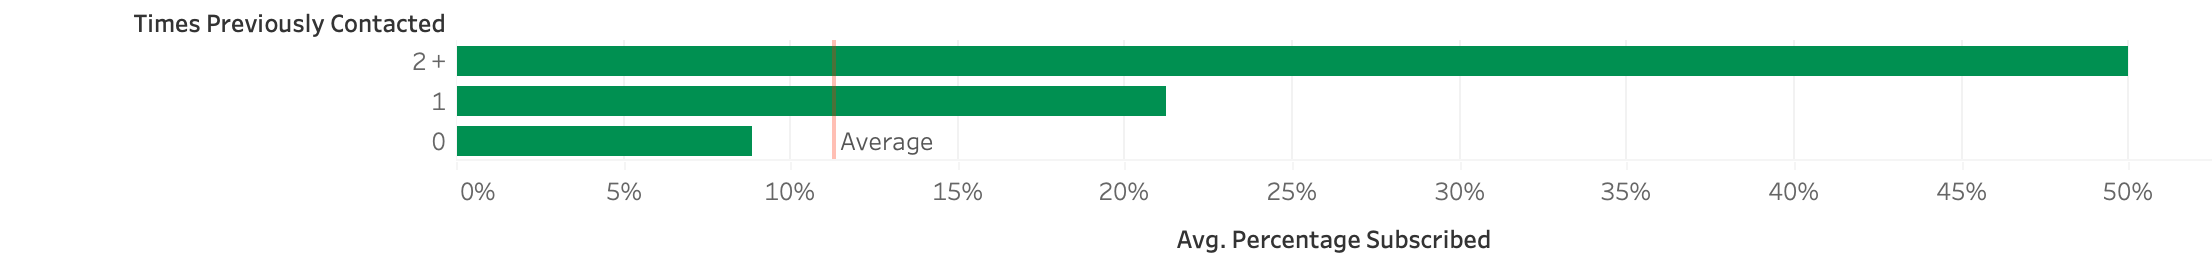 Times Previously Contacted
2 +
1
0 Average
0% 5% 10% 15% 20% 25% 30% 35% 40% 45% 50%
Avg. Percentage Subscribed